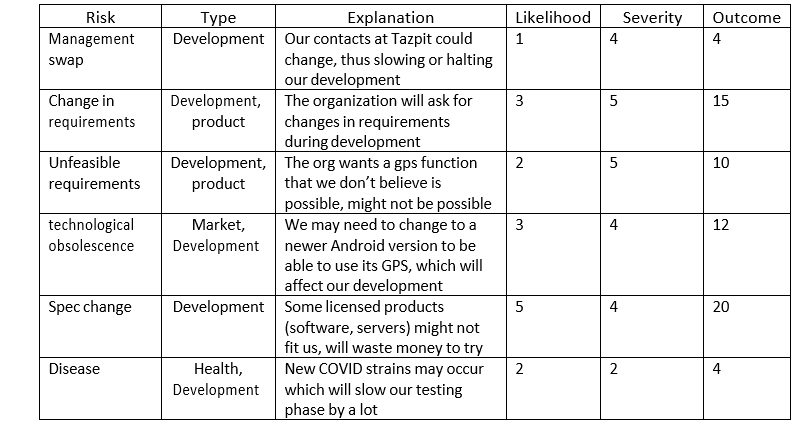 Risk Type Explanation Likelihood Severity Outcome
Management Development Our contacts at Tazpit could 1 4 4
swap change, thus slowing or halting
our development
Change in Development, The organization will ask for 3 5 15
requirements product changes in requirements
during development
Unfeasible Development, The org wants a gps function 2 5 10
requirements product that we don't believe is
possible, might not be possible
technological Market, We may need to change to a 3 4 12
obsolescence Development newer Android version to be
able to use its GPS, which will
affect our development
Spec change Development Some licensed products 5 4 20
(software, servers) might not
fit us, will waste money to try
Disease Health, New COVID strains may occur 2 2 4
Development which will slow our testing
phase by a lot